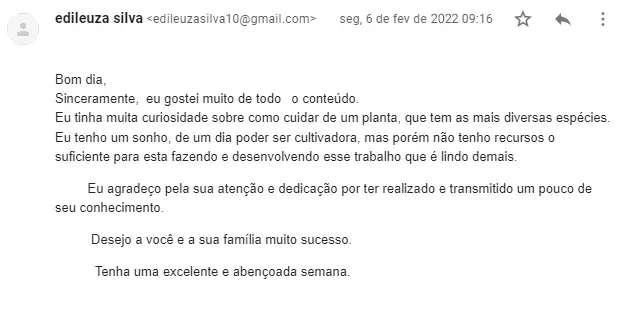 edileuza silva <edileuzasilva10@gmail.com> seg, 6 de fev de 2022 09:16
Bom dia,
Sinceramente, eu gostei muito de todo o conteúdo.
Eu tinha muita curiosidade sobre como cuidar de um planta, que tem as mais diversas espécies.
Eu tenho um sonho, de um dia poder ser cultivadora, mas porém não tenho recursos o
suficiente para esta fazendo e desenvolvendo esse trabalho que é lindo demais.
Eu agradeço pela sua atenção e dedicação por ter realizado e transmitido um pouco de
seu conhecimento.
Desejo a você e a sua família muito sucesso.
Tenha uma excelente e abençoada semana.